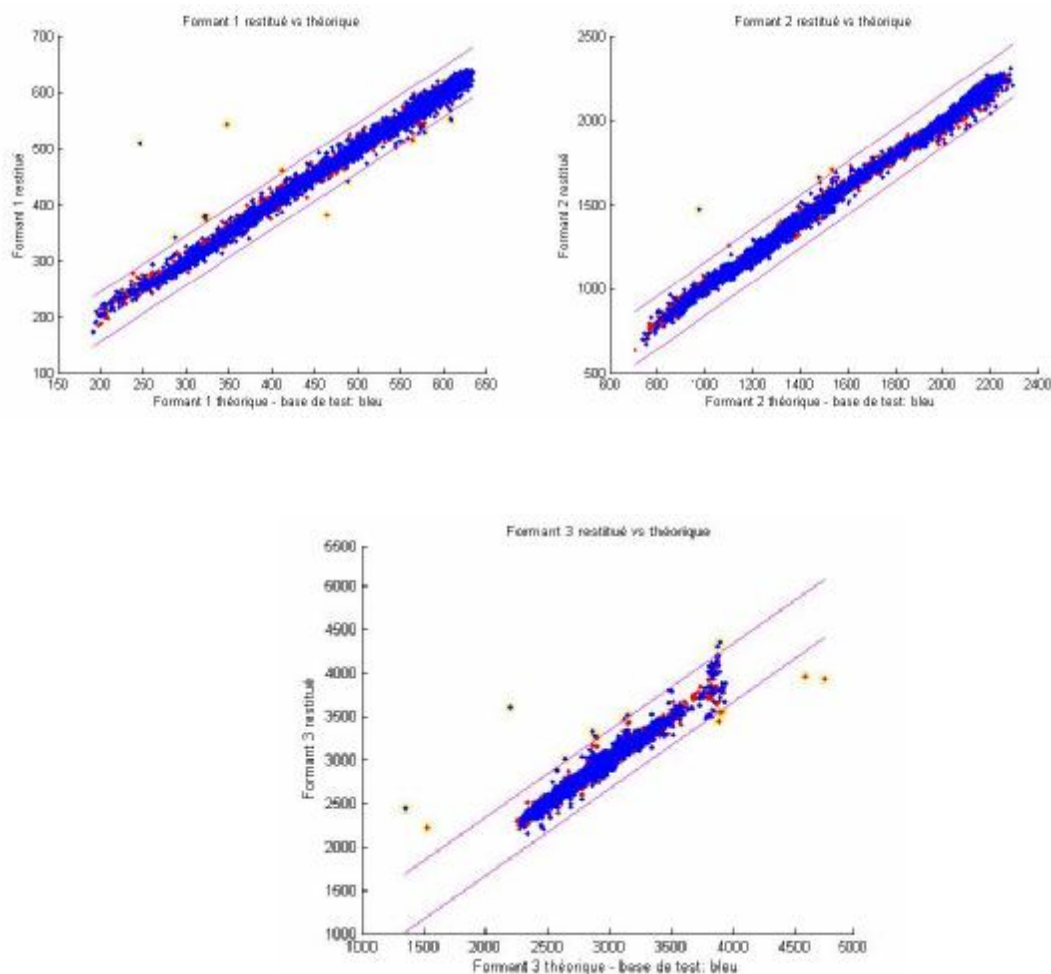 Formant 1 restitué vs théorique
700
600
500
400
300
200
100
Formant 1 restitué
150 200 250 300 350 400 450 500 550 600 650
Formant 1 théorique - base de test: bleu
Formant 2 restitué vs théorique
2500
2000
1500
1000
500
Formant 2 restitué
600 800 1000 1200 1400 1600 1800 2000 2200 2400
Formant 2 théorique - base de test: bleu
Formant 3 restitué vs théorique
5500
5000
4500
4000
3500
3000
2500
2000
1500
1000
Formant 3 restitué
1000 1500 2000 2500 3000 3500 4000 4500 5000
Formant 3 théorique - base de test: bleu